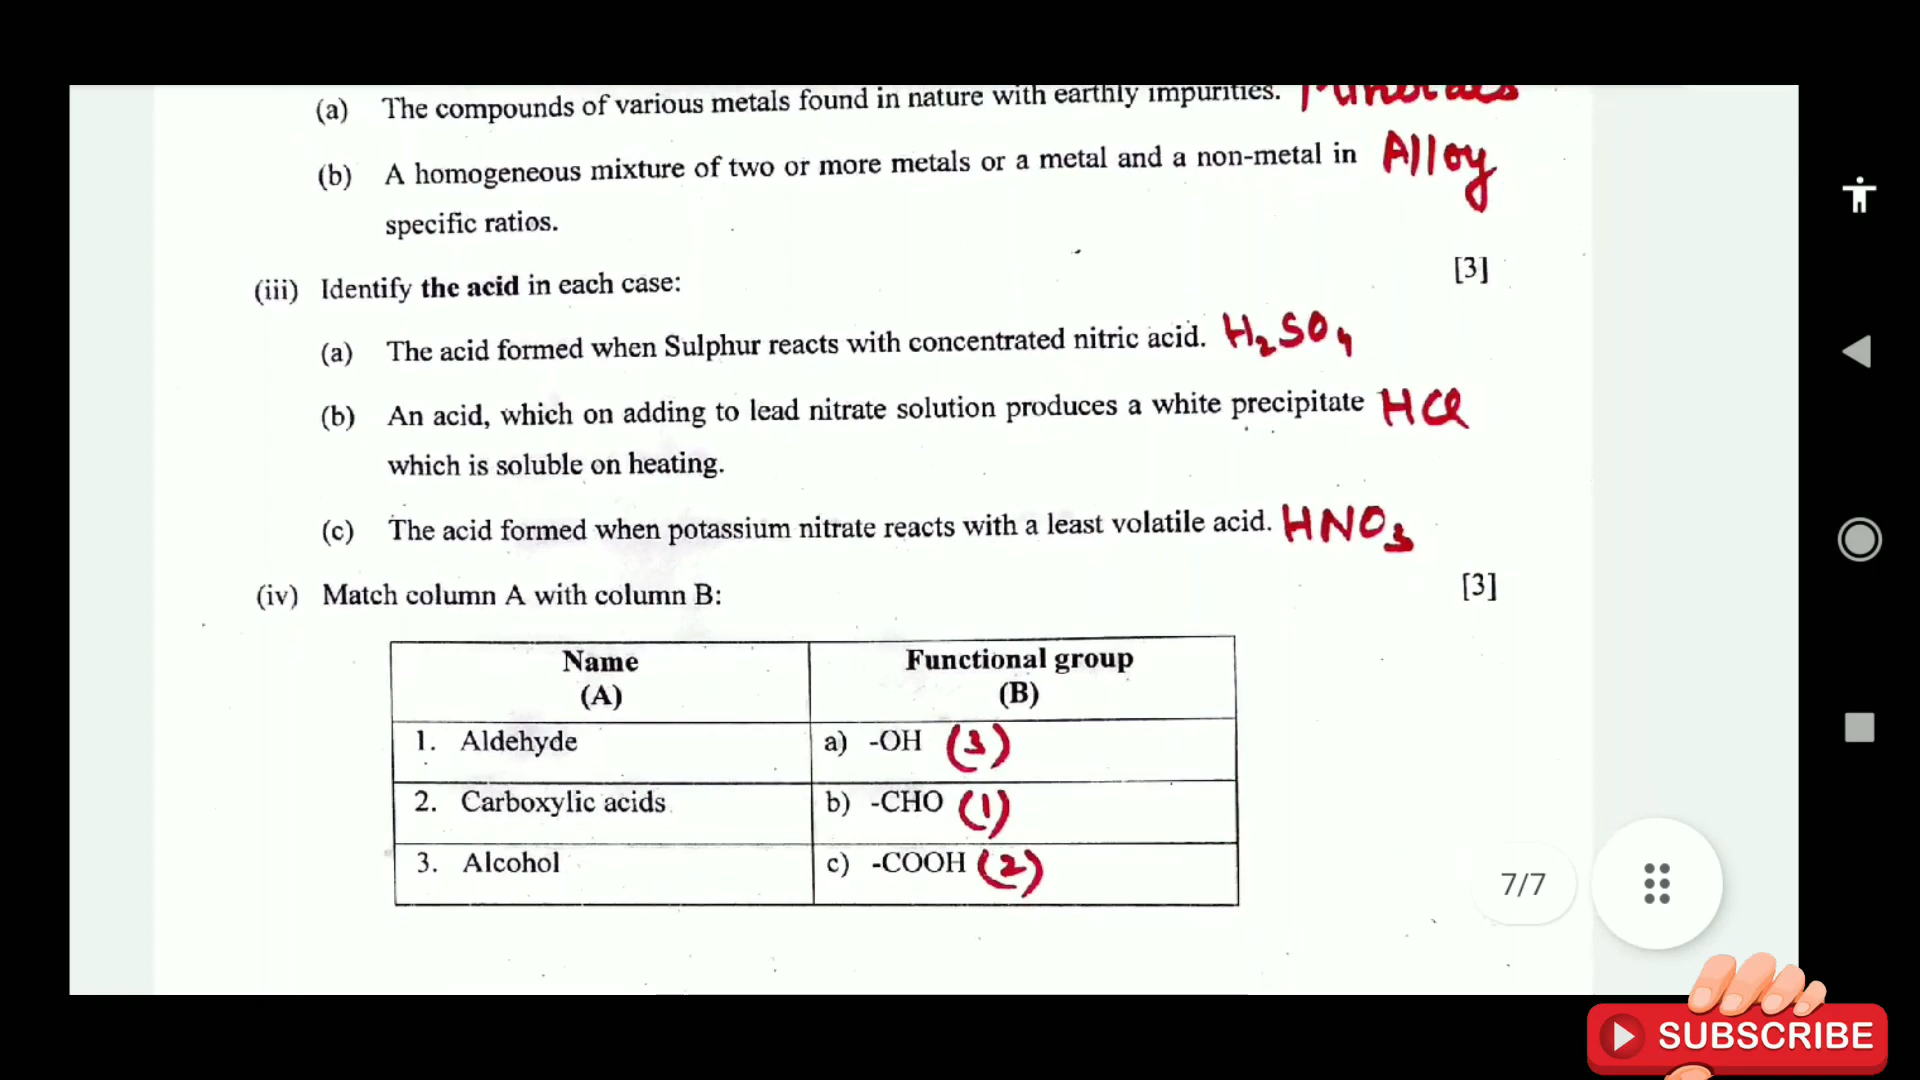 (a) The compounds of various metals found in nature with earthly impurities. Minerals
(b) A homogeneous mixture of two or more metals or a metal and a non-metal in Alloy
specific ratios.
[3]
(iii) Identify the acid in each case:
(a) The acid formed when Sulphur reacts with concentrated nitric acid. H₂SO₄
(b) An acid, which on adding to lead nitrate solution produces a white precipitate HCl
which is soluble on heating.
(c) The acid formed when potassium nitrate reacts with a least volatile acid. HNO₃
(iv) Match column A with column B: [3]
Name Functional group
(A) (B)
1. Aldehyde a) -OH (3)
2. Carboxylic acids b) -CHO (1)
3. Alcohol c) -COOH (2)
7/7
SUBSCRIBE